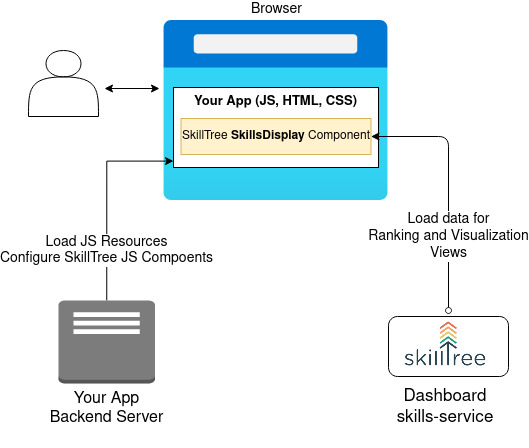 Browser
Your App (JS, HTML, CSS)
SkillTree SkillsDisplay Component
Load JS Resources
Configure SkillTree JS Compoents
Load data for
Ranking and Visualization
Views
Your App
Backend Server
skilltree
Dashboard
skills-service